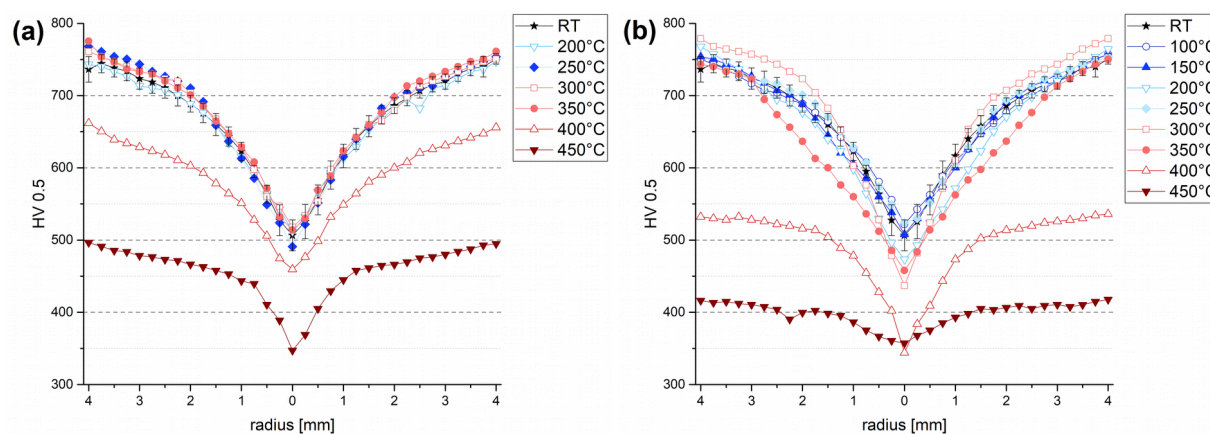 (a)
800
700
600
500
400
300
HV 0.5
4 3 2 1 0 1 2 3 4
radius [mm]
RT
200°C
250°C
300°C
350°C
400°C
450°C
(b)
800
700
600
500
400
300
HV 0.5
4 3 2 1 0 1 2 3 4
radius [mm]
RT
100°C
150°C
200°C
250°C
300°C
350°C
400°C
450°C